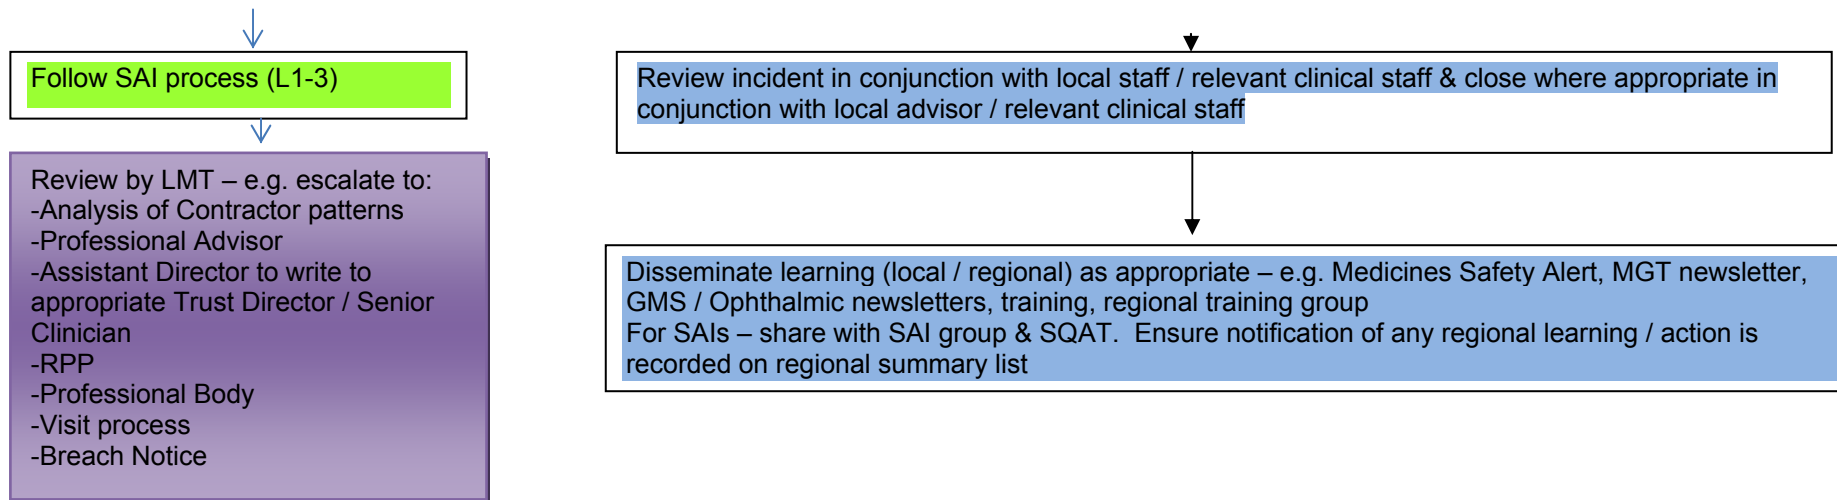 Follow SAI process (L1-3)
Review by LMT – e.g. escalate to:
-Analysis of Contractor patterns
-Professional Advisor
-Assistant Director to write to
appropriate Trust Director / Senior
Clinician
-RPP
-Professional Body
-Visit process
-Breach Notice
Review incident in conjunction with local staff / relevant clinical staff & close where appropriate in
conjunction with local advisor / relevant clinical staff
Disseminate learning (local / regional) as appropriate – e.g. Medicines Safety Alert, MGT newsletter,
GMS / Ophthalmic newsletters, training, regional training group
For SAIs – share with SAI group & SQAT.  Ensure notification of any regional learning / action is
recorded on regional summary list